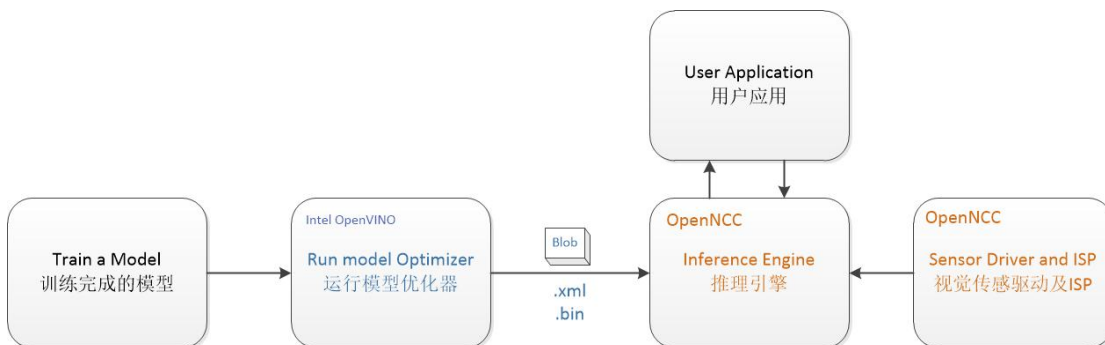 User Application
用户应用
Train a Model
训练完成的模型
Intel OpenVINO
Run model Optimizer
运行模型优化器
Blob
.xml
.bin
OpenNCC
Inference Engine
推理引擎
OpenNCC
Sensor Driver and ISP
视觉传感驱动及ISP